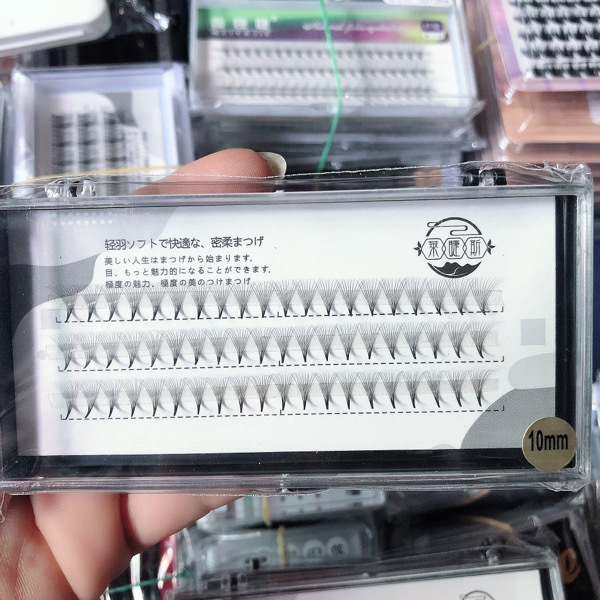 轻羽ソフトで快適な、密柔まつげ
美しい人生はまつげから始まります。
目、もっと魅力的になることができます。
極度の魅力、極度の美のつけまつげ。
莱睫斯
10mm